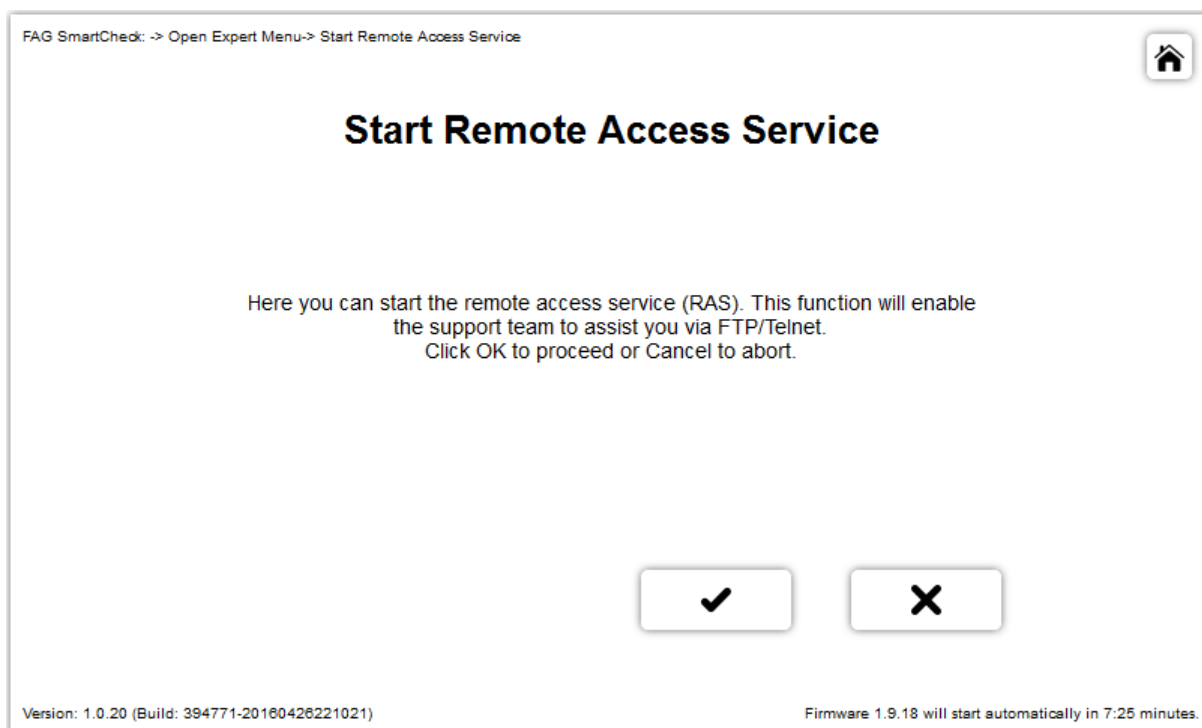 FAG SmartCheck: -> Open Expert Menu-> Start Remote Access Service
Start Remote Access Service
Here you can start the remote access service (RAS). This function will enable
the support team to assist you via FTP/Telnet.
Click OK to proceed or Cancel to abort.
Version: 1.0.20 (Build: 394771-20160426221021)
Firmware 1.9.18 will start automatically in 7:25 minutes.